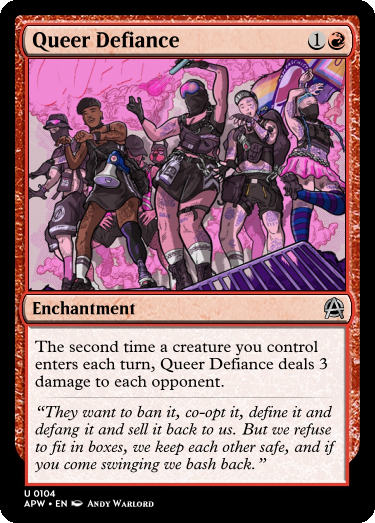 Queer Defiance 1
Enchantment
The second time a creature you control
enters each turn, Queer Defiance deals 3
damage to each opponent.
“They want to ban it, co-opt it, define it and
defang it and sell it back to us. But we refuse
to fit in boxes, we keep each other safe, and if
you come swinging we bash back.”
U 0104
APW • EN Andy Warlord